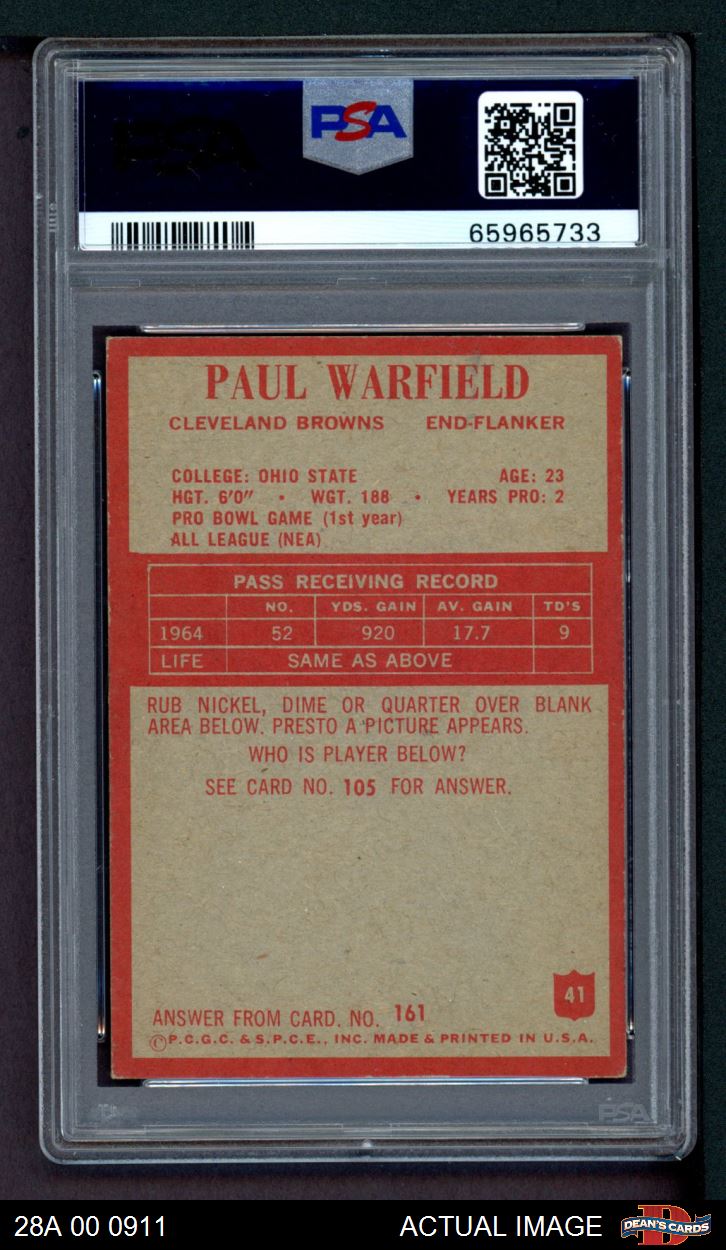 PSA
65965733
PAUL WARFIELD
CLEVELAND BROWNS END-FLANKER
COLLEGE: OHIO STATE AGE: 23
HGT. 6'0" • WGT. 188 • YEARS PRO: 2
PRO BOWL GAME (1st year)
ALL LEAGUE (NEA)
PASS RECEIVING RECORD
NO. YDS. GAIN AV. GAIN TD'S
1964 52 920 17.7 9
LIFE SAME AS ABOVE
RUB NICKEL, DIME OR QUARTER OVER BLANK
AREA BELOW. PRESTO A PICTURE APPEARS.
WHO IS PLAYER BELOW?
SEE CARD NO. 105 FOR ANSWER.
41
ANSWER FROM CARD. NO. 161
©P.C.G.C. & S.P.C.E., INC. MADE & PRINTED IN U.S.A.
PSA
28A 00 0911 ACTUAL IMAGE DEAN'S CARDS